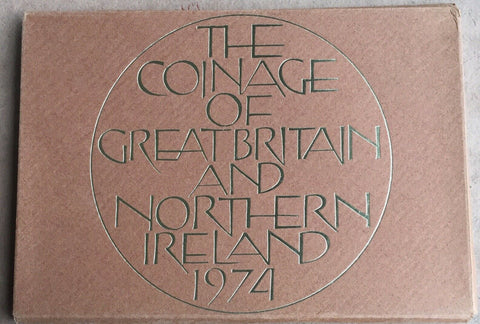 THE
COINAGE
OF
GREAT BRITAIN
AND
NORTHERN
IRELAND
1974